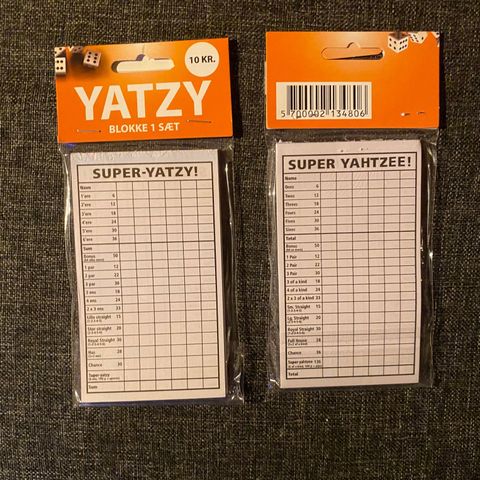 10 KR.
YATZY
BLOKKE 1 SÆT
SUPER-YATZY!
Navn
1'ere 6
2'ere 12
3'ere 18
4'ere 24
5'ere 30
6'ere 36
Sum
Bonus 50
1 par 12
2 par 22
3 par 30
3 ens 18
4 ens 24
2 x 3 ens 33
Lille straight 15
Stor straight 20
Royal Straight 30
Hus 28
Chance 30
Super-yatzy
Sum
5 700002 134806
SUPER YAHTZEE!
Name
Ones 6
Twos 12
Threes 18
Fours 24
Fives 30
Sixes 36
Total
Bonus 50
1 Pair 12
2 Pair 22
3 Pair 30
3 of a kind 18
4 of a kind 24
2 x 3 of a kind 33
Sm. Straight 15
Lg. Straight 20
Royal Straight 30
Full House 28
Chance 36
Super yahtzee 136
Total